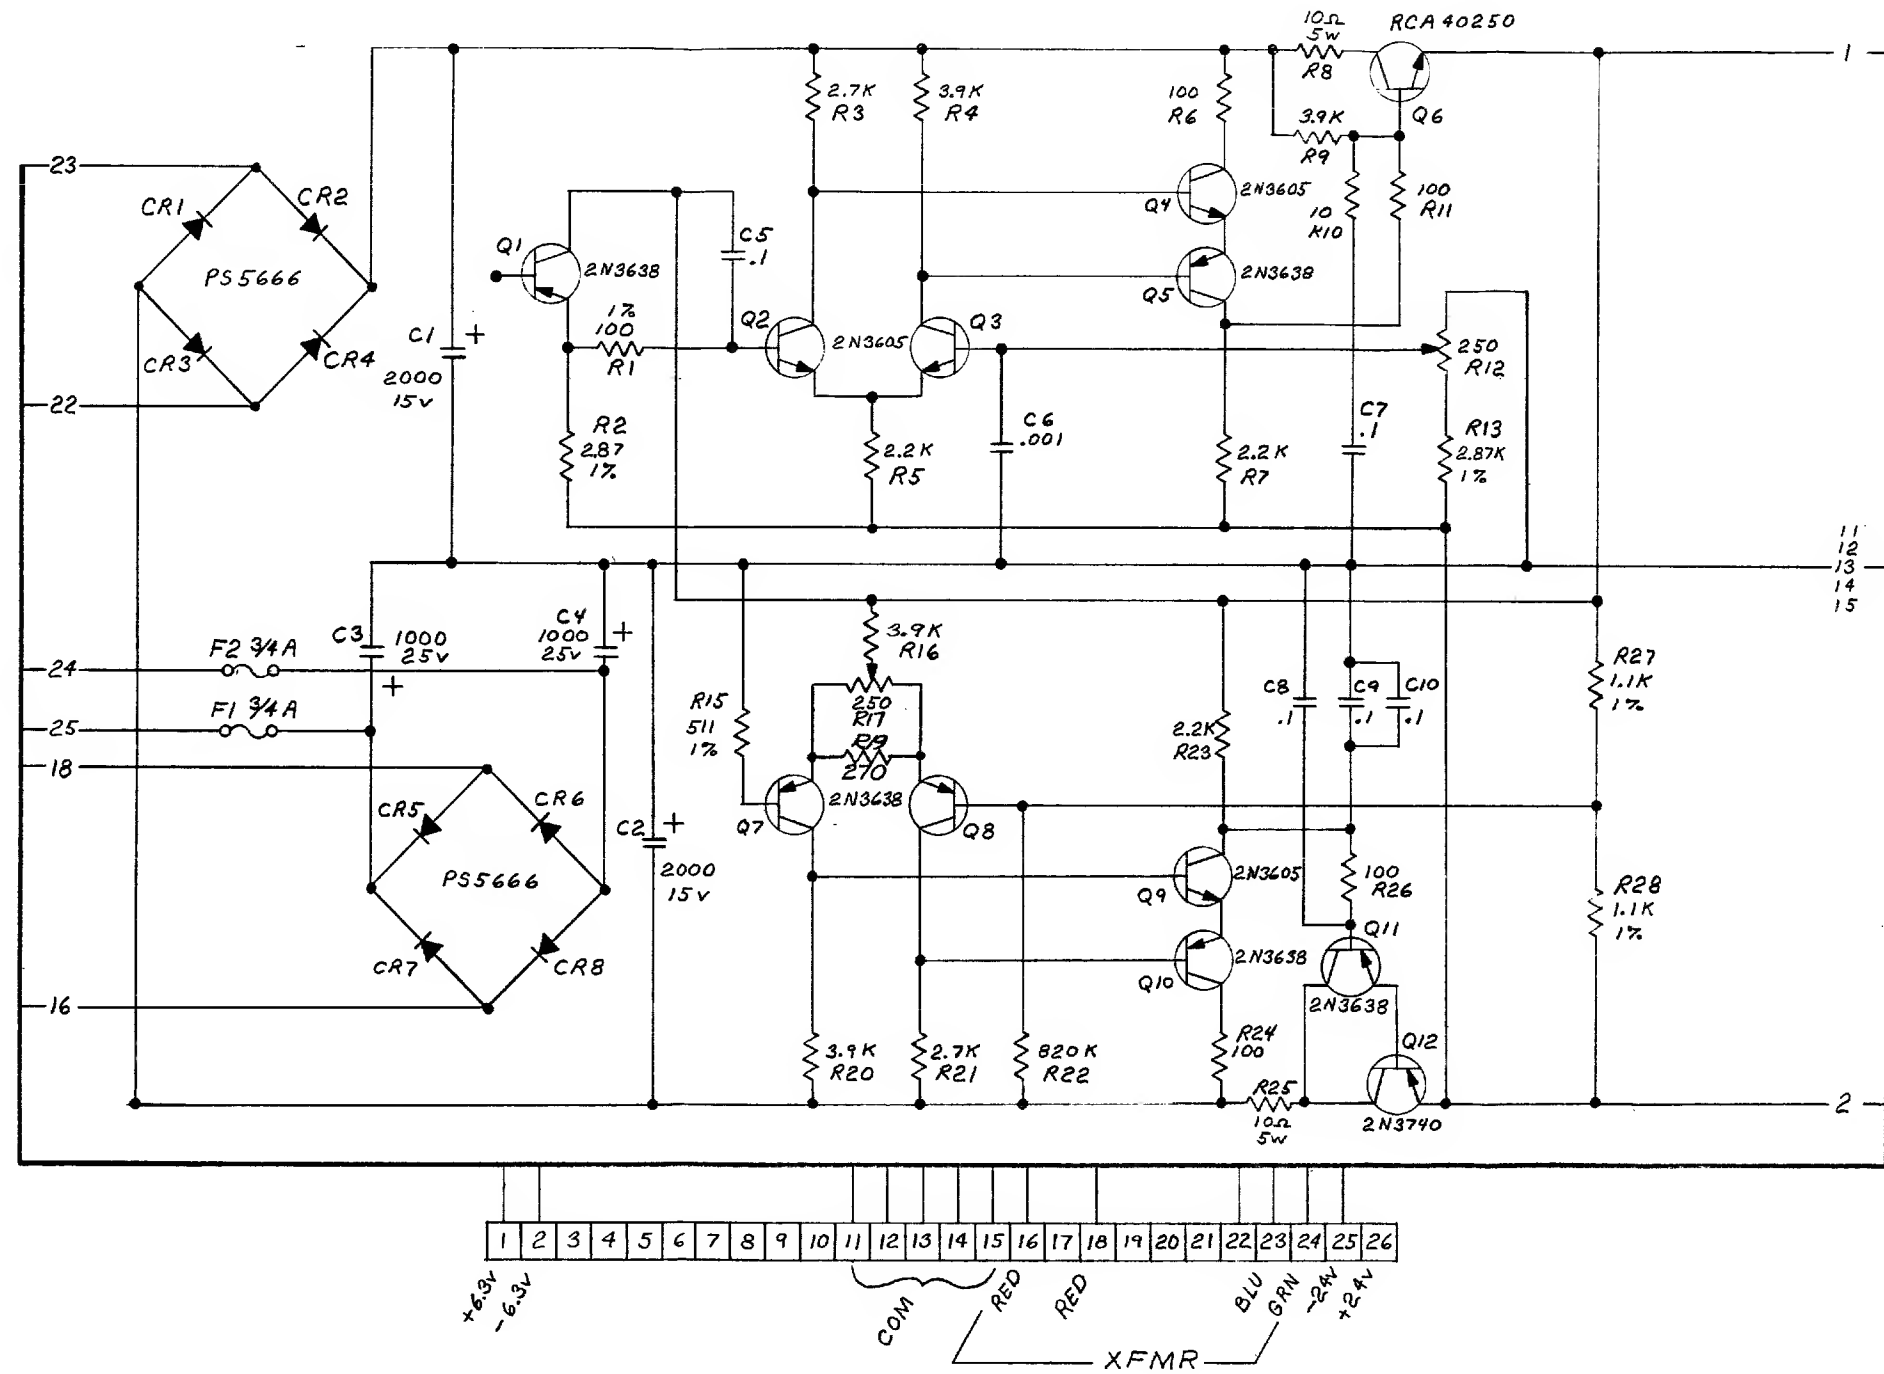 10Ω
5W
R8
RCA 40250
1
2.7K
R3
3.9K
R4
100
R6
3.9K
R9
Q6
23
CR1
CR2
PS5666
CR3
CR4
22
C1 +
2000
15V
Q1
2N3638
C5
.1
1%
100
R1
Q2
2N3605
Q3
Q4
2N3605
Q5
2N3638
10
R10
100
R11
250
R12
R2
287
1%
2.2K
R5
C6
.001
2.2K
R7
C7
.1
R13
2.87K
1%
11
12
13
14
15
F2 3/4A
24
F1 3/4A
25
C3
1000
25V
+
C4
1000
25V
+
18
CR5
CR6
PS5666
CR7
CR8
16
C2 +
2000
15V
R15
511
1%
3.9K
R16
250
R17
R19
270
Q7
2N3638
Q8
2.2K
R23
C8
.1
C9
.1
C10
.1
R27
1.1K
1%
Q9
2N3605
Q10
2N3638
100
R26
Q11
2N3638
R28
1.1K
1%
3.9K
R20
2.7K
R21
820K
R22
R24
100
R25
10Ω
5W
Q12
2N3740
2
1 2 3 4 5 6 7 8 9 10 11 12 13 14 15 16 17 18 19 20 21 22 23 24 25 26
+6.3V
-6.3V
COM
RED
RED
BLU
GRN
-24V
+24V
XFMR